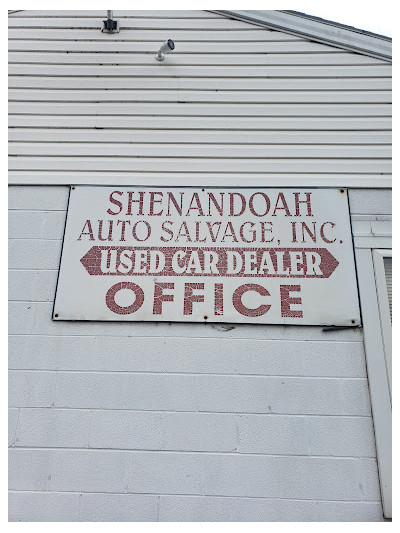 SHENANDOAH
AUTO SALVAGE, INC.
USED CAR DEALER
OFFICE